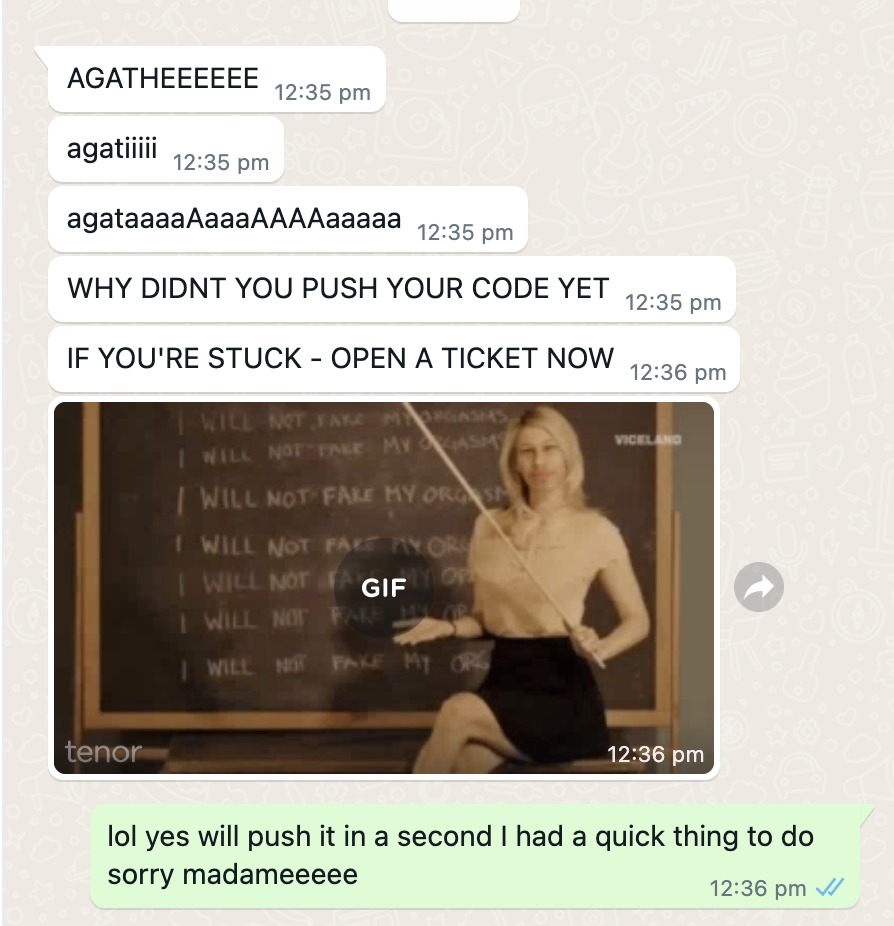 AGATHEEEEEE 12:35 pm
agatiiiii 12:35 pm
agataaaaAaaaAAAAaaaaa 12:35 pm
WHY DIDNT YOU PUSH YOUR CODE YET 12:35 pm
IF YOU'RE STUCK - OPEN A TICKET NOW 12:36 pm
I WILL NOT FAKE MY ORGASMS
VICELAND
I WILL NOT FAKE MY ORGASMS
I WILL NOT FAKE MY ORGASM
I WILL NOT FAKE MY ORG
GIF
I WILL NOT FAKE MY OR
I WILL NOT FAKE MY OR
I WILL NOT FAKE MY ORG
tenor 12:36 pm
lol yes will push it in a second I had a quick thing to do
sorry madameeeee 12:36 pm